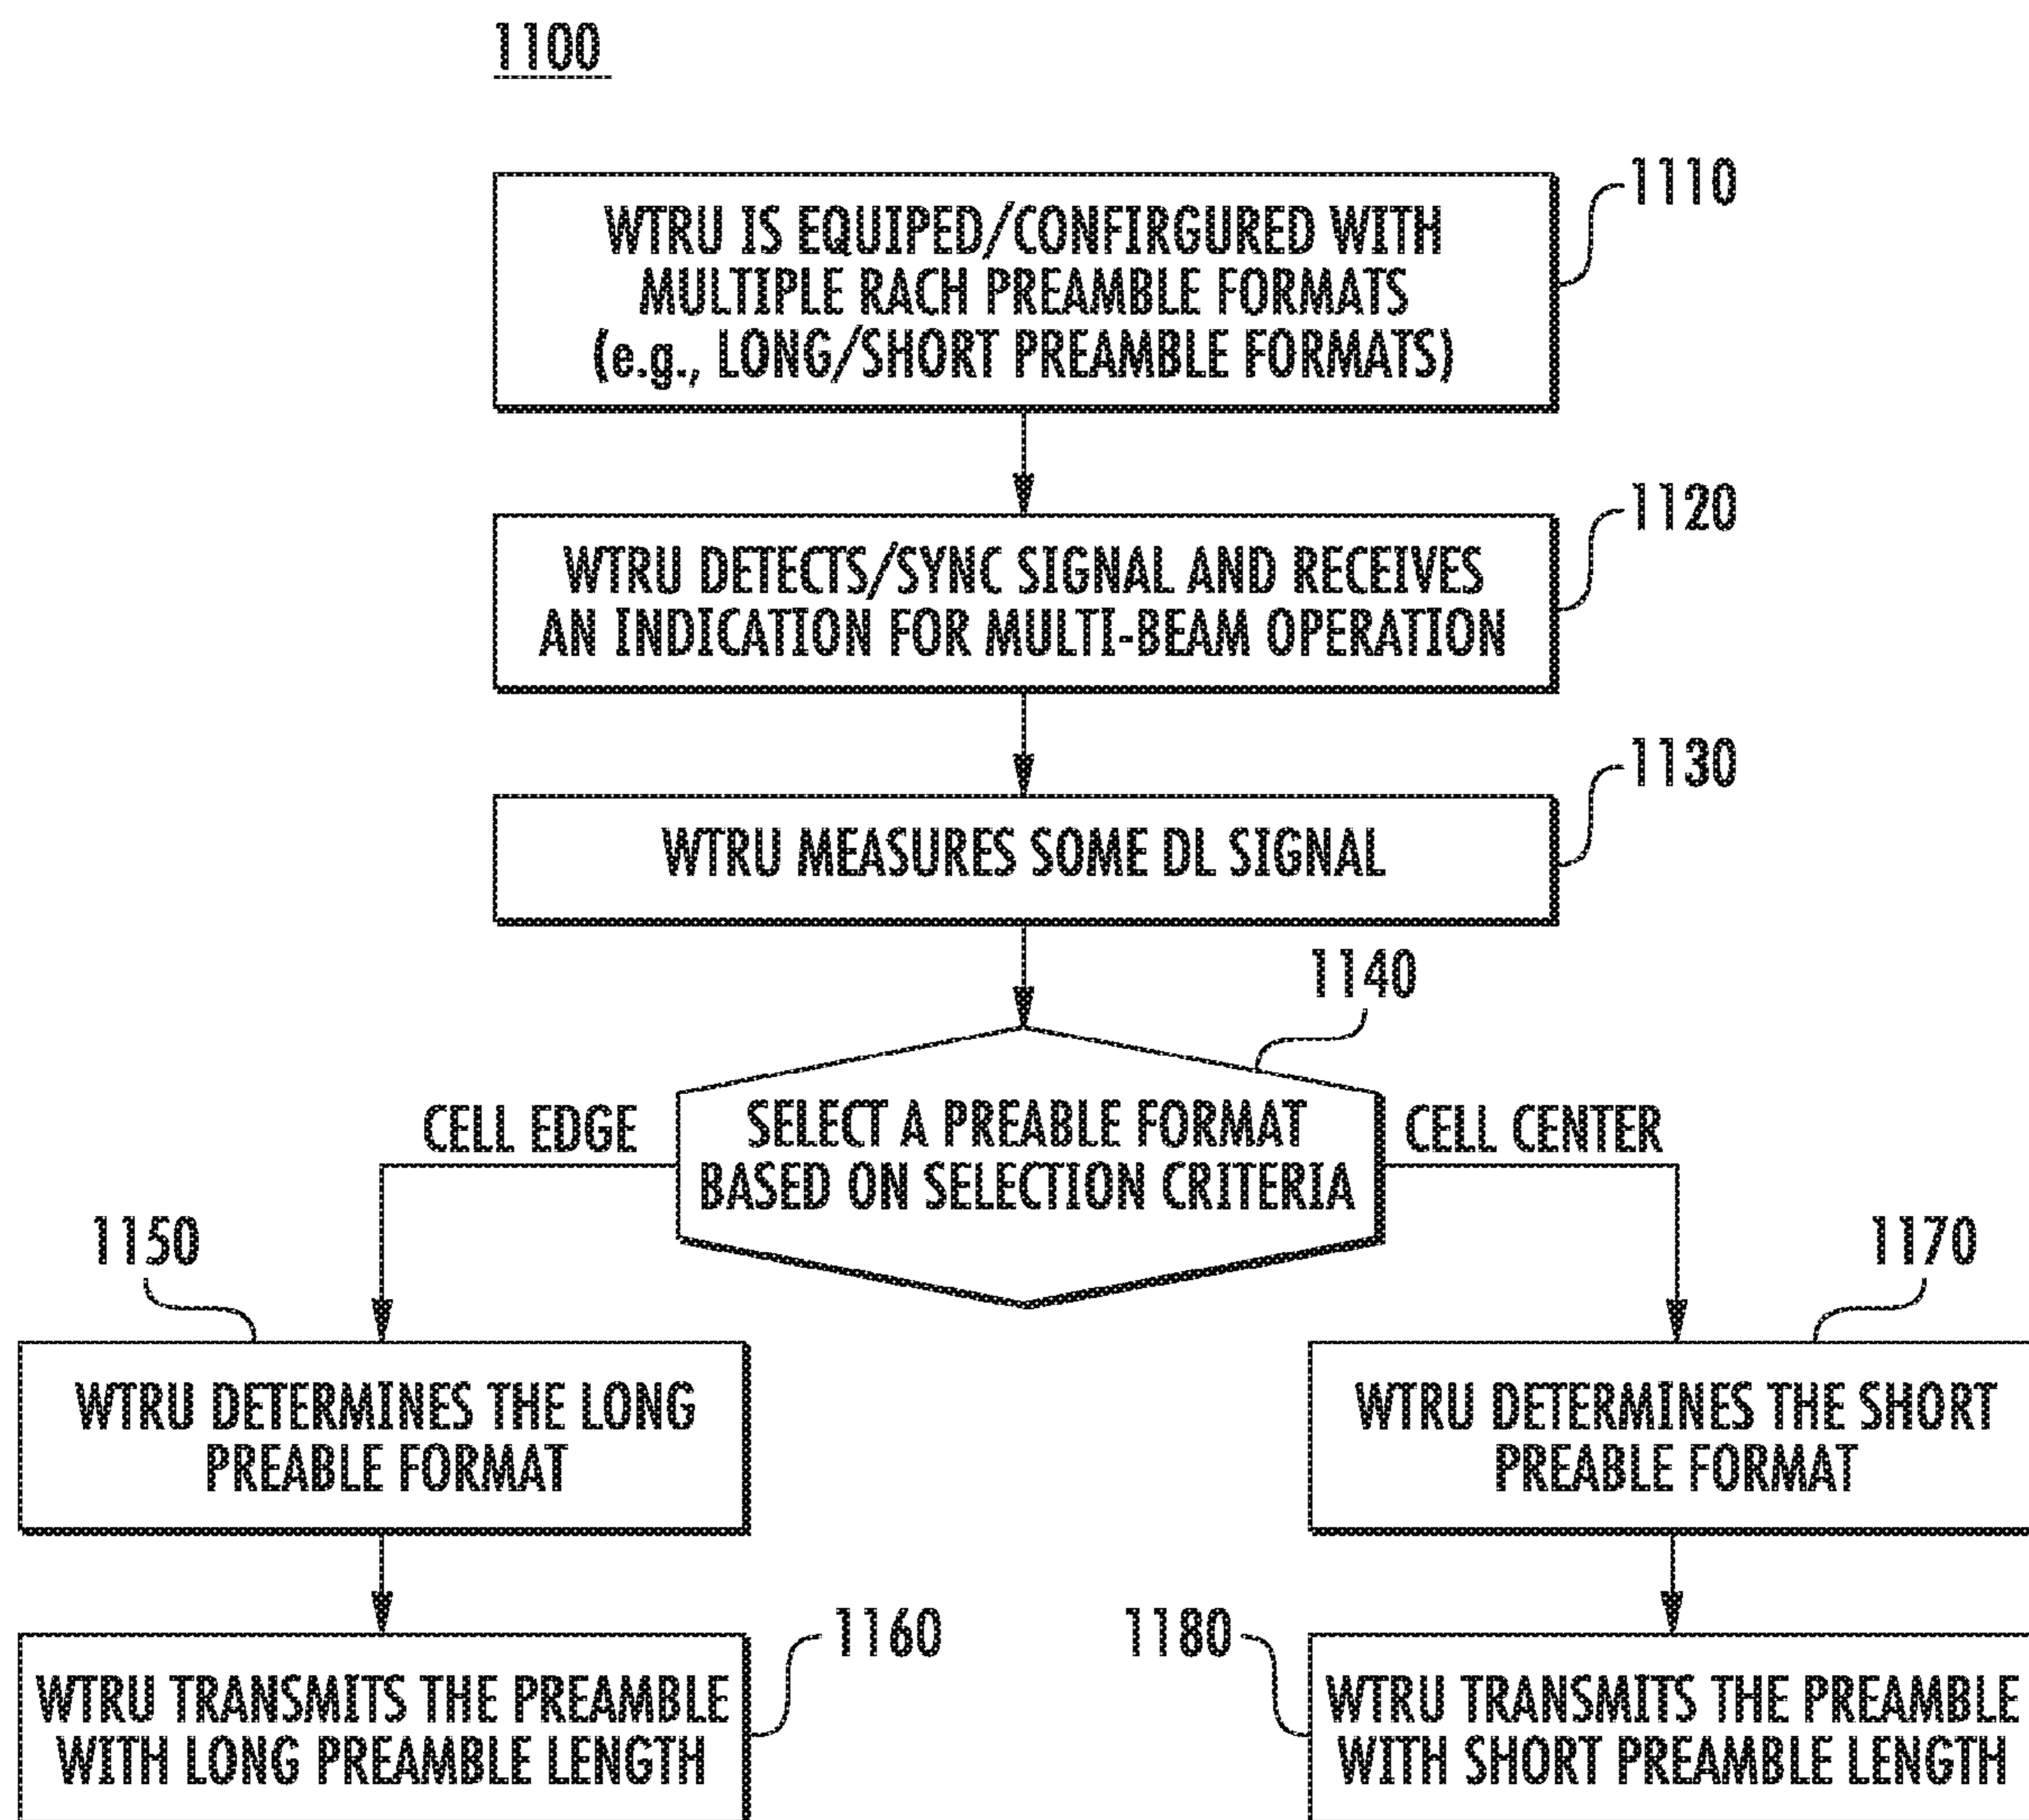 1100
1110
WTRU IS EQUIPED/CONFIRGURED WITH
MULTIPLE RACH PREAMBLE FORMATS
(e.g., LONG/SHORT PREAMBLE FORMATS)
1120
WTRU DETECTS/SYNC SIGNAL AND RECEIVES
AN INDICATION FOR MULTI-BEAM OPERATION
1130
WTRU MEASURES SOME DL SIGNAL
1140
CELL EDGE
SELECT A PREABLE FORMAT
BASED ON SELECTION CRITERIA
CELL CENTER
1150
WTRU DETERMINES THE LONG
PREABLE FORMAT
1170
WTRU DETERMINES THE SHORT
PREABLE FORMAT
1160
WTRU TRANSMITS THE PREAMBLE
WITH LONG PREAMBLE LENGTH
1180
WTRU TRANSMITS THE PREAMBLE
WITH SHORT PREAMBLE LENGTH